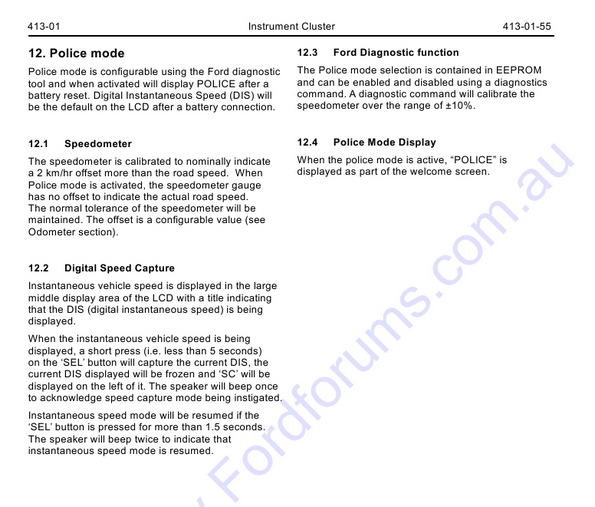 413-01 Instrument Cluster 413-01-55
12. Police mode
Police mode is configurable using the Ford diagnostic
tool and when activated will display POLICE after a
battery reset. Digital Instantaneous Speed (DIS) will
be the default on the LCD after a battery connection.
12.1 Speedometer
The speedometer is calibrated to nominally indicate
a 2 km/hr offset more than the road speed. When
Police mode is activated, the speedometer gauge
has no offset to indicate the actual road speed.
The normal tolerance of the speedometer will be
maintained. The offset is a configurable value (see
Odometer section).
12.2 Digital Speed Capture
Instantaneous vehicle speed is displayed in the large
middle display area of the LCD with a title indicating
that the DIS (digital instantaneous speed) is being
displayed.
When the instantaneous vehicle speed is being
displayed, a short press (i.e. less than 5 seconds)
on the ‘SEL’ button will capture the current DIS, the
current DIS displayed will be frozen and ‘SC’ will be
displayed on the left of it. The speaker will beep once
to acknowledge speed capture mode being instigated.
Instantaneous speed mode will be resumed if the
‘SEL’ button is pressed for more than 1.5 seconds.
The speaker will beep twice to indicate that
instantaneous speed mode is resumed.
12.3 Ford Diagnostic function
The Police mode selection is contained in EEPROM
and can be enabled and disabled using a diagnostics
command. A diagnostic command will calibrate the
speedometer over the range of ±10%.
12.4 Police Mode Display
When the police mode is active, “POLICE” is
displayed as part of the welcome screen.
Fordforums.com.au